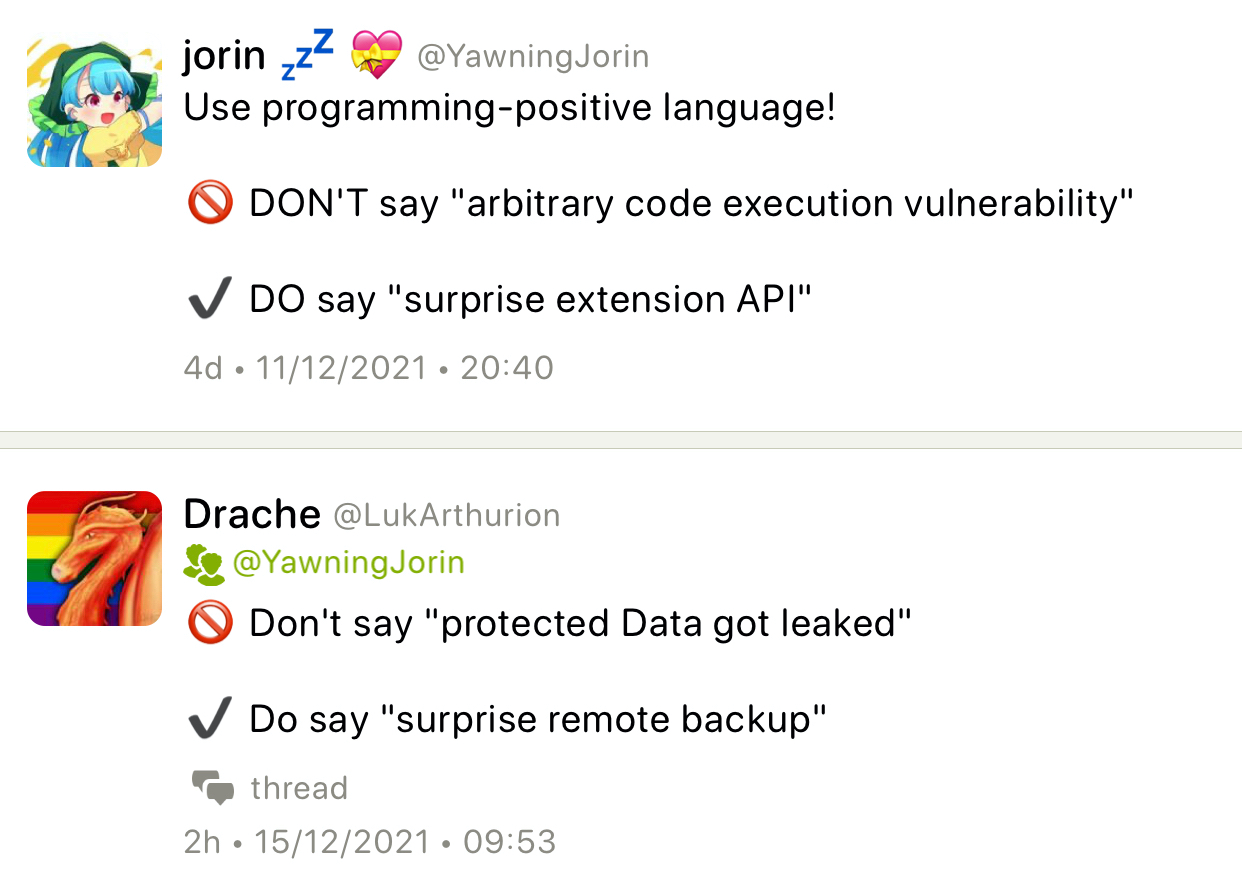 jorin 💤 💝 @YawningJorin
Use programming-positive language!
🚫 DON'T say "arbitrary code execution vulnerability"
✔️ DO say "surprise extension API"
4d • 11/12/2021 • 20:40
Drache @LukArthurion
@YawningJorin
🚫 Don't say "protected Data got leaked"
✔️ Do say "surprise remote backup"
thread
2h • 15/12/2021 • 09:53